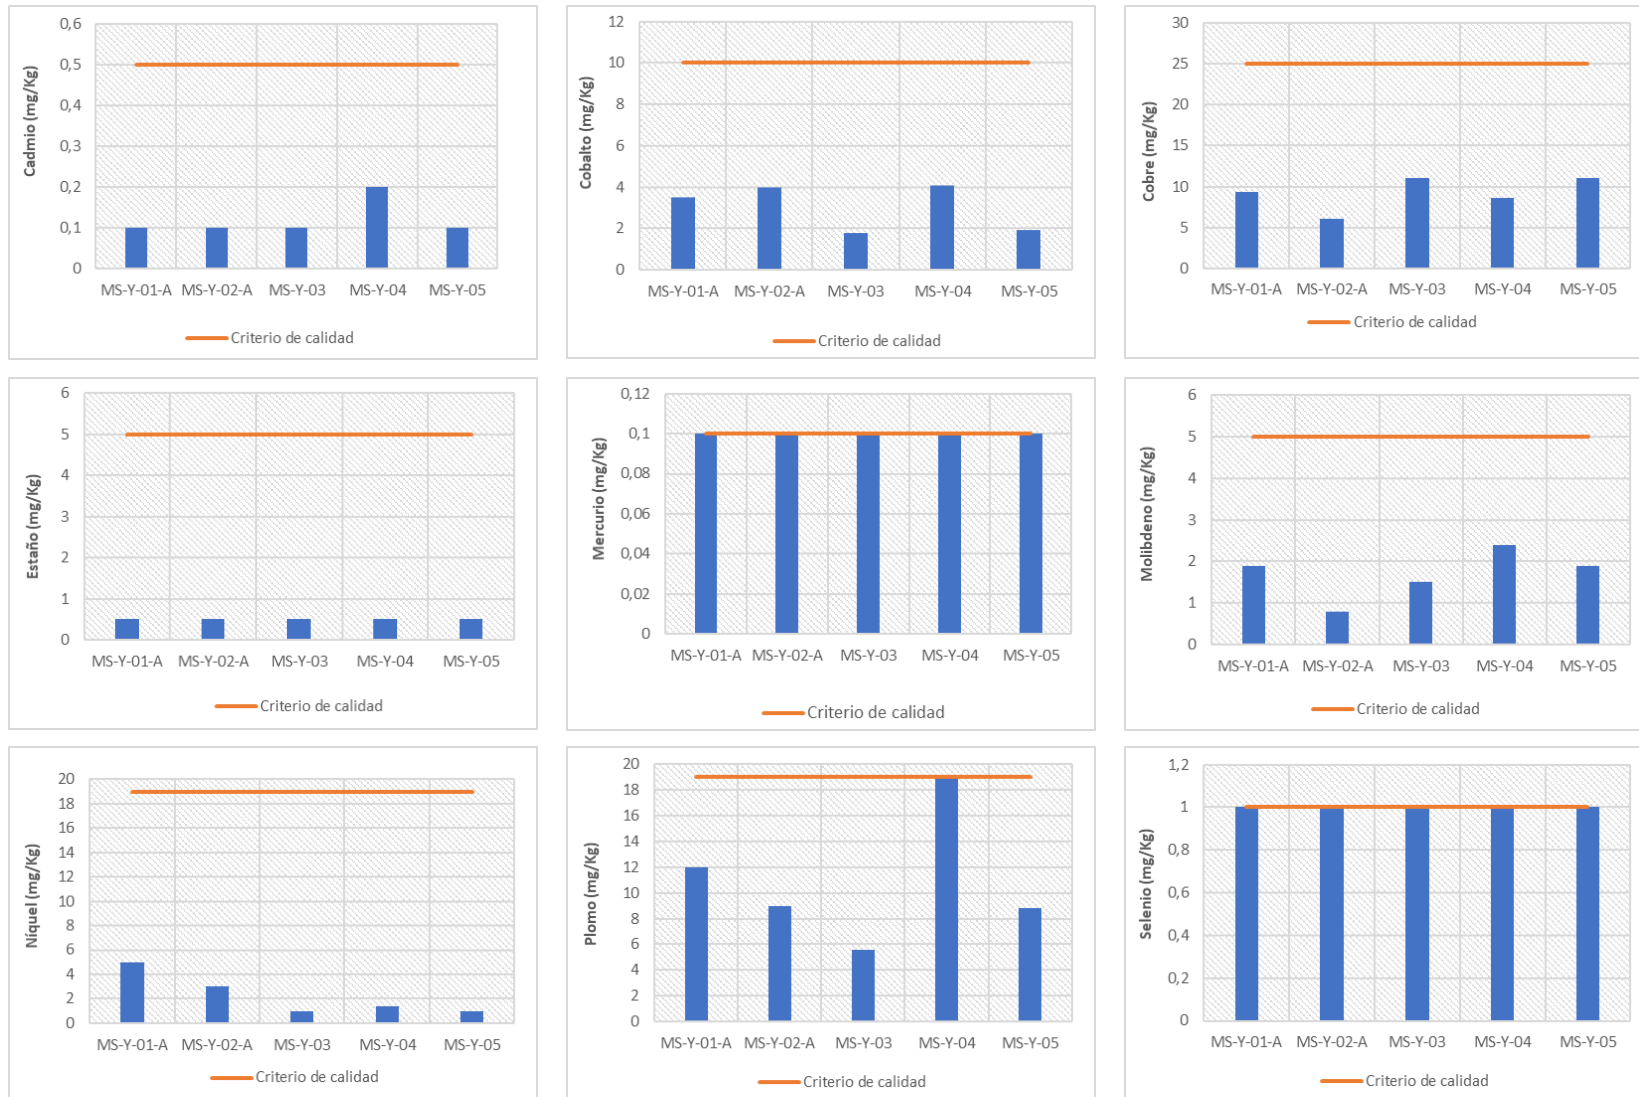 Cadmio (mg/Kg)
0,6
0,5
0,4
0,3
0,2
0,1
0
MS-Y-01-A MS-Y-02-A MS-Y-03 MS-Y-04 MS-Y-05
Criterio de calidad
Cobalto (mg/Kg)
12
10
8
6
4
2
0
MS-Y-01-A MS-Y-02-A MS-Y-03 MS-Y-04 MS-Y-05
Criterio de calidad
Cobre (mg/Kg)
30
25
20
15
10
5
0
MS-Y-01-A MS-Y-02-A MS-Y-03 MS-Y-04 MS-Y-05
Criterio de calidad
Estaño (mg/Kg)
6
5
4
3
2
1
0
MS-Y-01-A MS-Y-02-A MS-Y-03 MS-Y-04 MS-Y-05
Criterio de calidad
Mercurio (mg/Kg)
0,12
0,1
0,08
0,06
0,04
0,02
0
MS-Y-01-A MS-Y-02-A MS-Y-03 MS-Y-04 MS-Y-05
Criterio de calidad
Molibdeno (mg/Kg)
6
5
4
3
2
1
0
MS-Y-01-A MS-Y-02-A MS-Y-03 MS-Y-04 MS-Y-05
Criterio de calidad
Níquel (mg/Kg)
20
18
16
14
12
10
8
6
4
2
0
MS-Y-01-A MS-Y-02-A MS-Y-03 MS-Y-04 MS-Y-05
Criterio de calidad
Plomo (mg/Kg)
20
18
16
14
12
10
8
6
4
2
0
MS-Y-01-A MS-Y-02-A MS-Y-03 MS-Y-04 MS-Y-05
Criterio de calidad
Selenio (mg/Kg)
1,2
1
0,8
0,6
0,4
0,2
0
MS-Y-01-A MS-Y-02-A MS-Y-03 MS-Y-04 MS-Y-05
Criterio de calidad